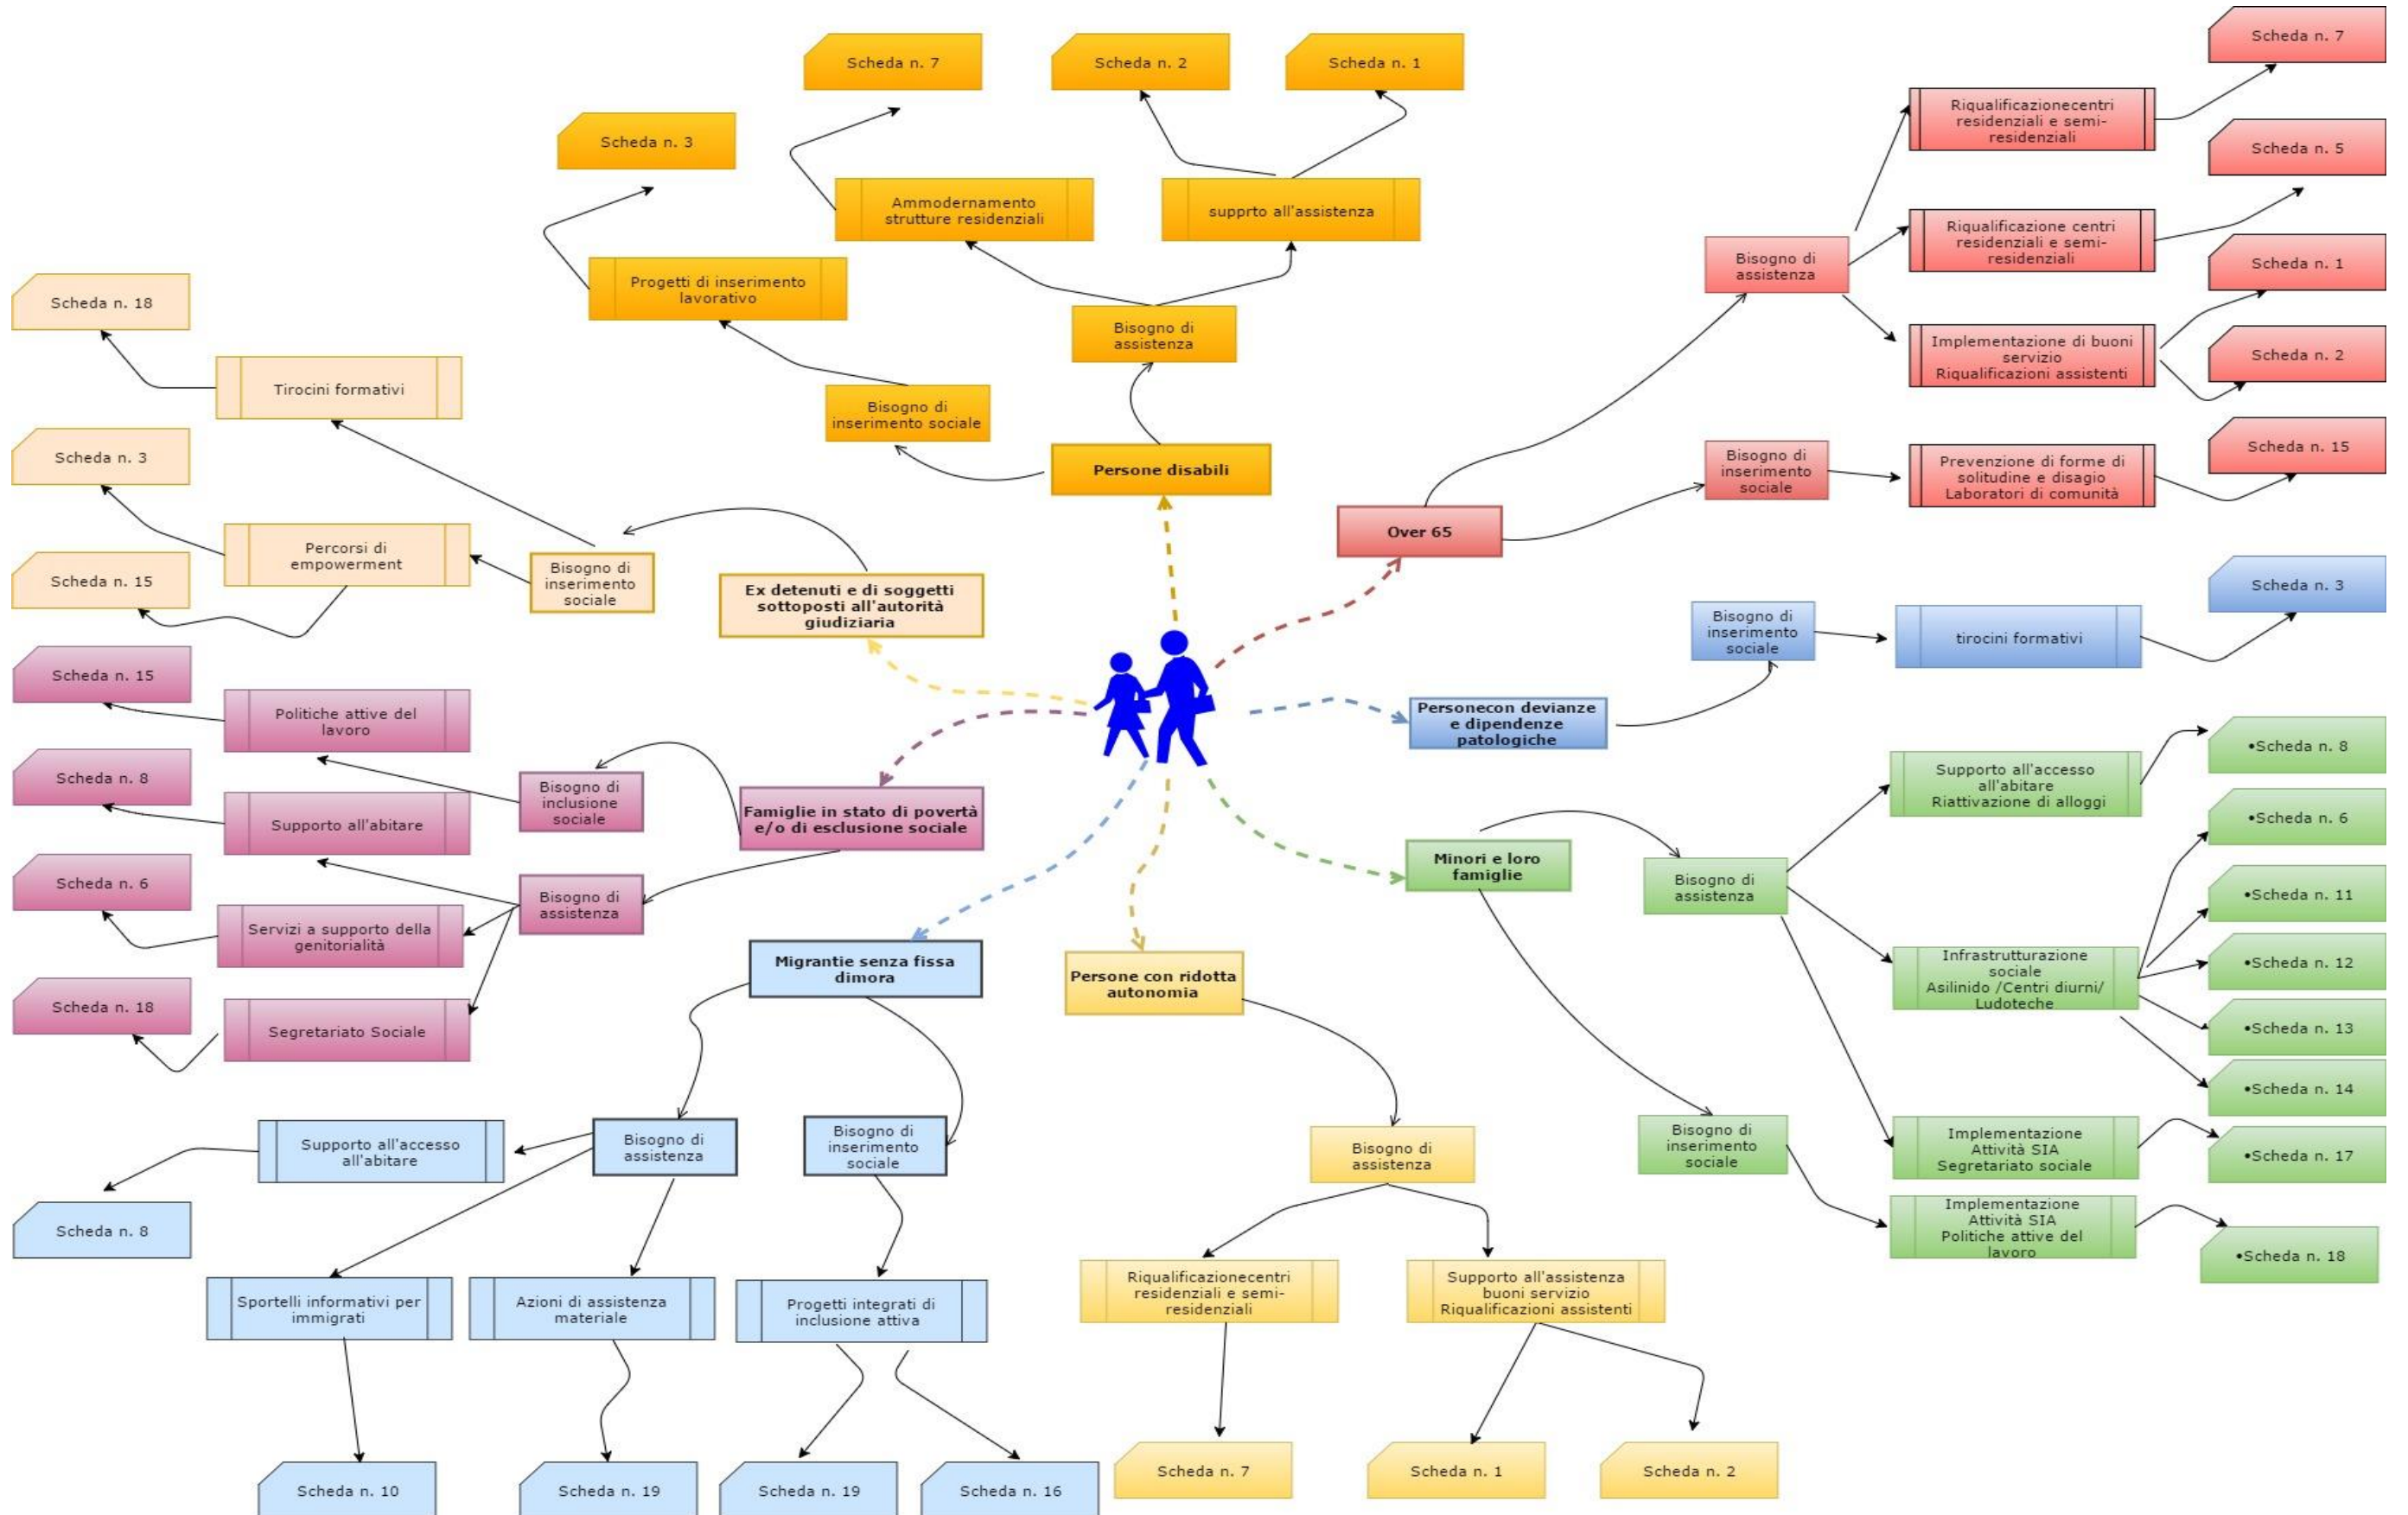 Scheda n. 7
Scheda n. 2
Scheda n. 1
Scheda n. 3
Ammodernamento
strutture residenziali
supprto all'assistenza
Progetti di inserimento
lavorativo
Bisogno di
assistenza
Bisogno di
inserimento sociale
Persone disabili
Scheda n. 7
Riqualificazionecentri
residenziali e semi-
residenziali
Scheda n. 5
Riqualificazione centri
residenziali e semi-
residenziali
Bisogno di
assistenza
Scheda n. 1
Implementazione di buoni
servizio
Riqualificazioni assistenti
Scheda n. 2
Bisogno di
inserimento
sociale
Prevenzione di forme di
solitudine e disagio
Laboratori di comunità
Scheda n. 15
Over 65
Scheda n. 18
Tirocini formativi
Scheda n. 3
Percorsi di
empowerment
Scheda n. 15
Bisogno di
inserimento
sociale
Ex detenuti e di soggetti
sottoposti all'autorità
giudiziaria
Scheda n. 3
Bisogno di
inserimento
sociale
tirocini formativi
Personecon devianze
e dipendenze
patologiche
Scheda n. 15
Politiche attive del
lavoro
Scheda n. 8
Supporto all'abitare
Bisogno di
inclusione
sociale
Famiglie in stato di povertà
e/o di esclusione sociale
Scheda n. 6
Servizi a supporto della
genitorialità
Bisogno di
assistenza
Scheda n. 18
Segretariato Sociale
Minori e loro
famiglie
Bisogno di
assistenza
Supporto all'accesso
all'abitare
Riattivazione di alloggi
•Scheda n. 8
•Scheda n. 6
•Scheda n. 11
Infrastrutturazione
sociale
Asilinido /Centri diurni/
Ludoteche
•Scheda n. 12
•Scheda n. 13
•Scheda n. 14
Implementazione
Attività SIA
Segretariato sociale
•Scheda n. 17
Bisogno di
inserimento
sociale
Implementazione
Attività SIA
Politiche attive del
lavoro
•Scheda n. 18
Migrantie senza fissa
dimora
Supporto all'accesso
all'abitare
Bisogno di
assistenza
Bisogno di
inserimento
sociale
Scheda n. 8
Sportelli informativi per
immigrati
Azioni di assistenza
materiale
Progetti integrati di
inclusione attiva
Scheda n. 10
Scheda n. 19
Scheda n. 19
Scheda n. 16
Persone con ridotta
autonomia
Bisogno di
assistenza
Riqualificazionecentri
residenziali e semi-
residenziali
Supporto all'assistenza
buoni servizio
Riqualificazioni assistenti
Scheda n. 7
Scheda n. 1
Scheda n. 2